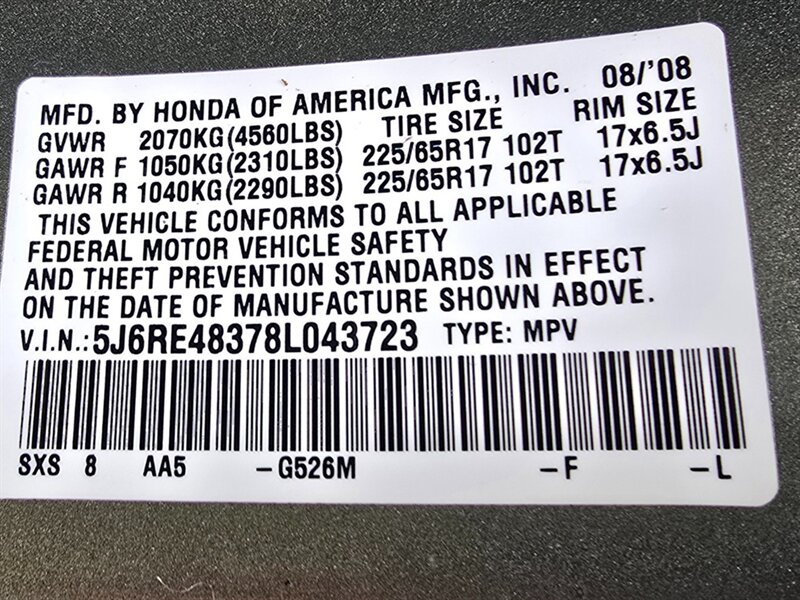 MFD. BY HONDA OF AMERICA MFG., INC. 08/'08
GVWR 2070KG(4560LBS) TIRE SIZE RIM SIZE
GAWR F 1050KG(2310LBS) 225/65R17 102T 17x6.5J
GAWR R 1040KG(2290LBS) 225/65R17 102T 17x6.5J
THIS VEHICLE CONFORMS TO ALL APPLICABLE
FEDERAL MOTOR VEHICLE SAFETY
AND THEFT PREVENTION STANDARDS IN EFFECT
ON THE DATE OF MANUFACTURE SHOWN ABOVE.
V.I.N.: 5J6RE48378L043723 TYPE: MPV
SXS 8 AA5 -G526M -F -L